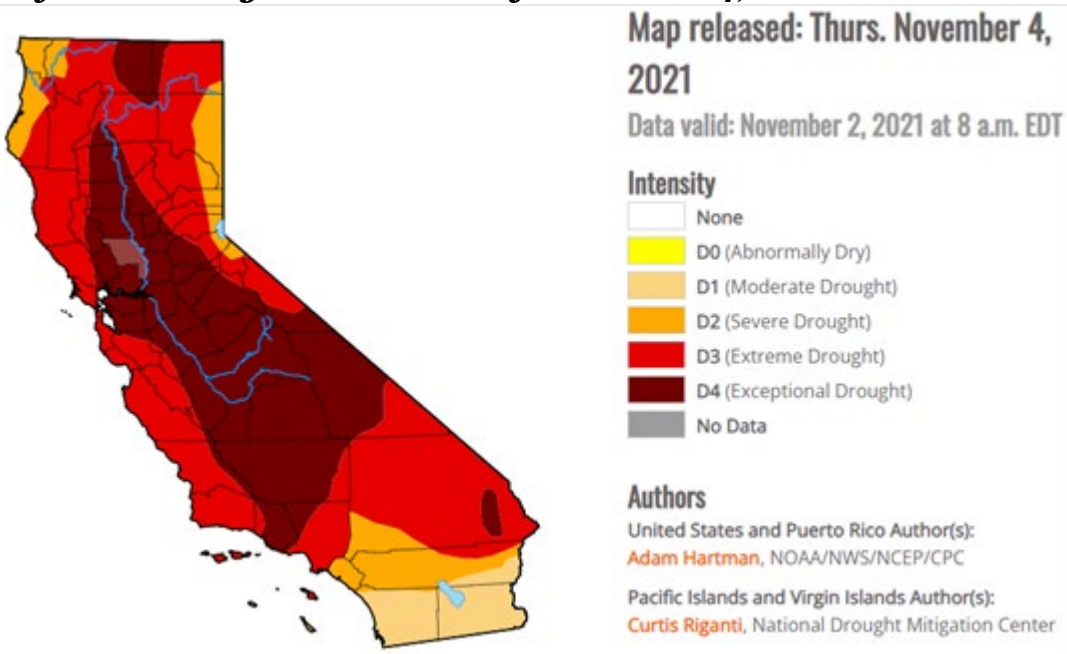 Map released: Thurs. November 4,
2021
Data valid: November 2, 2021 at 8 a.m. EDT
Intensity
None
D0 (Abnormally Dry)
D1 (Moderate Drought)
D2 (Severe Drought)
D3 (Extreme Drought)
D4 (Exceptional Drought)
No Data
Authors
United States and Puerto Rico Author(s):
Adam Hartman, NOAA/NWS/NCEP/CPC
Pacific Islands and Virgin Islands Author(s):
Curtis Riganti, National Drought Mitigation Center